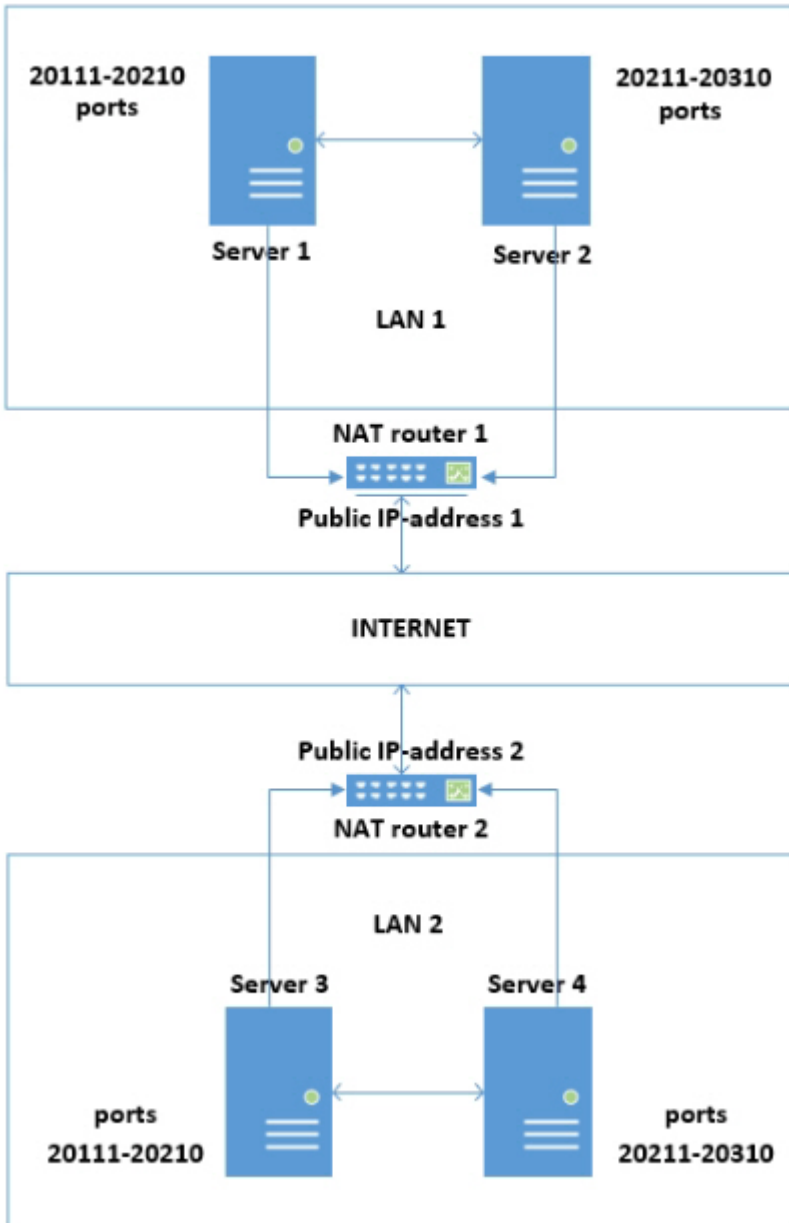 20111-20210
ports
20211-20310
ports
Server 1
Server 2
LAN 1
NAT router 1
Public IP-address 1
INTERNET
Public IP-address 2
NAT router 2
LAN 2
Server 3
Server 4
ports
20111-20210
ports
20211-20310